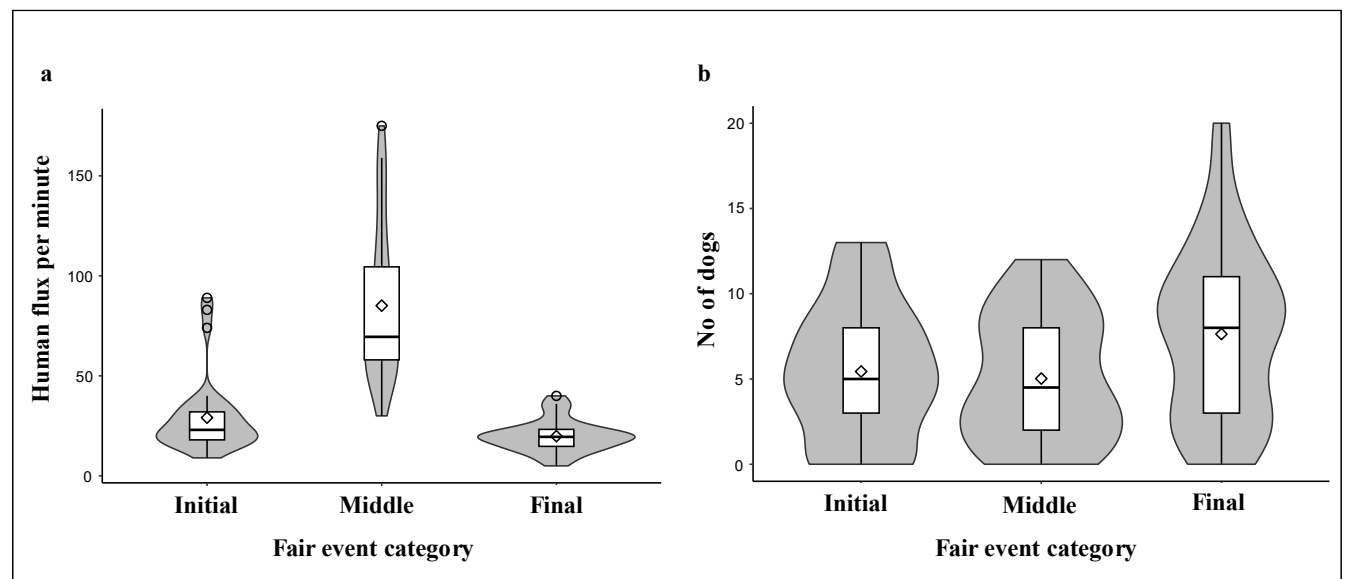 a
Human flux per minute
150
100
50
0
Initial
Middle
Final
Fair event category
b
No of dogs
20
15
10
5
0
Initial
Middle
Final
Fair event category